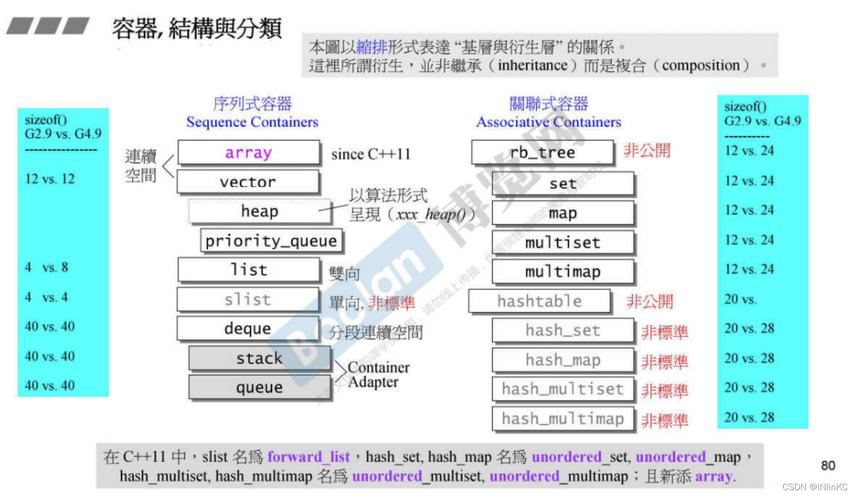 容器, 結構與分類
本圖以縮排形式表達 “基層與衍生層” 的關係。
這裡所謂衍生，並非繼承（inheritance）而是複合（composition）。
sizeof()
G2.9 vs. G4.9
----------------
12 vs. 12
4 vs. 8
4 vs. 4
40 vs. 40
40 vs. 40
40 vs. 40
序列式容器
Sequence Containers
連續
空間
array
since C++11
vector
heap
以算法形式
呈現（xxx_heap()）
priority_queue
list
雙向
slist
單向, 非標準
deque
分段連續空間
stack
queue
Container
Adapter
關聯式容器
Associative Containers
rb_tree
非公開
set
map
multiset
multimap
hashtable
非公開
hash_set
非標準
hash_map
非標準
hash_multiset
非標準
hash_multimap
非標準
sizeof()
G2.9 vs. G4.9
----------
12 vs. 24
12 vs. 24
12 vs. 24
12 vs. 24
12 vs. 24
20 vs.
20 vs. 28
20 vs. 28
20 vs. 28
20 vs. 28
Boolan
博览网
在 C++11 中，slist 名爲 forward_list，hash_set, hash_map 名爲 unordered_set, unordered_map，
hash_multiset, hash_multimap 名爲 unordered_multiset, unordered_multimap；且新添 array.
80
CSDN @INlinKC